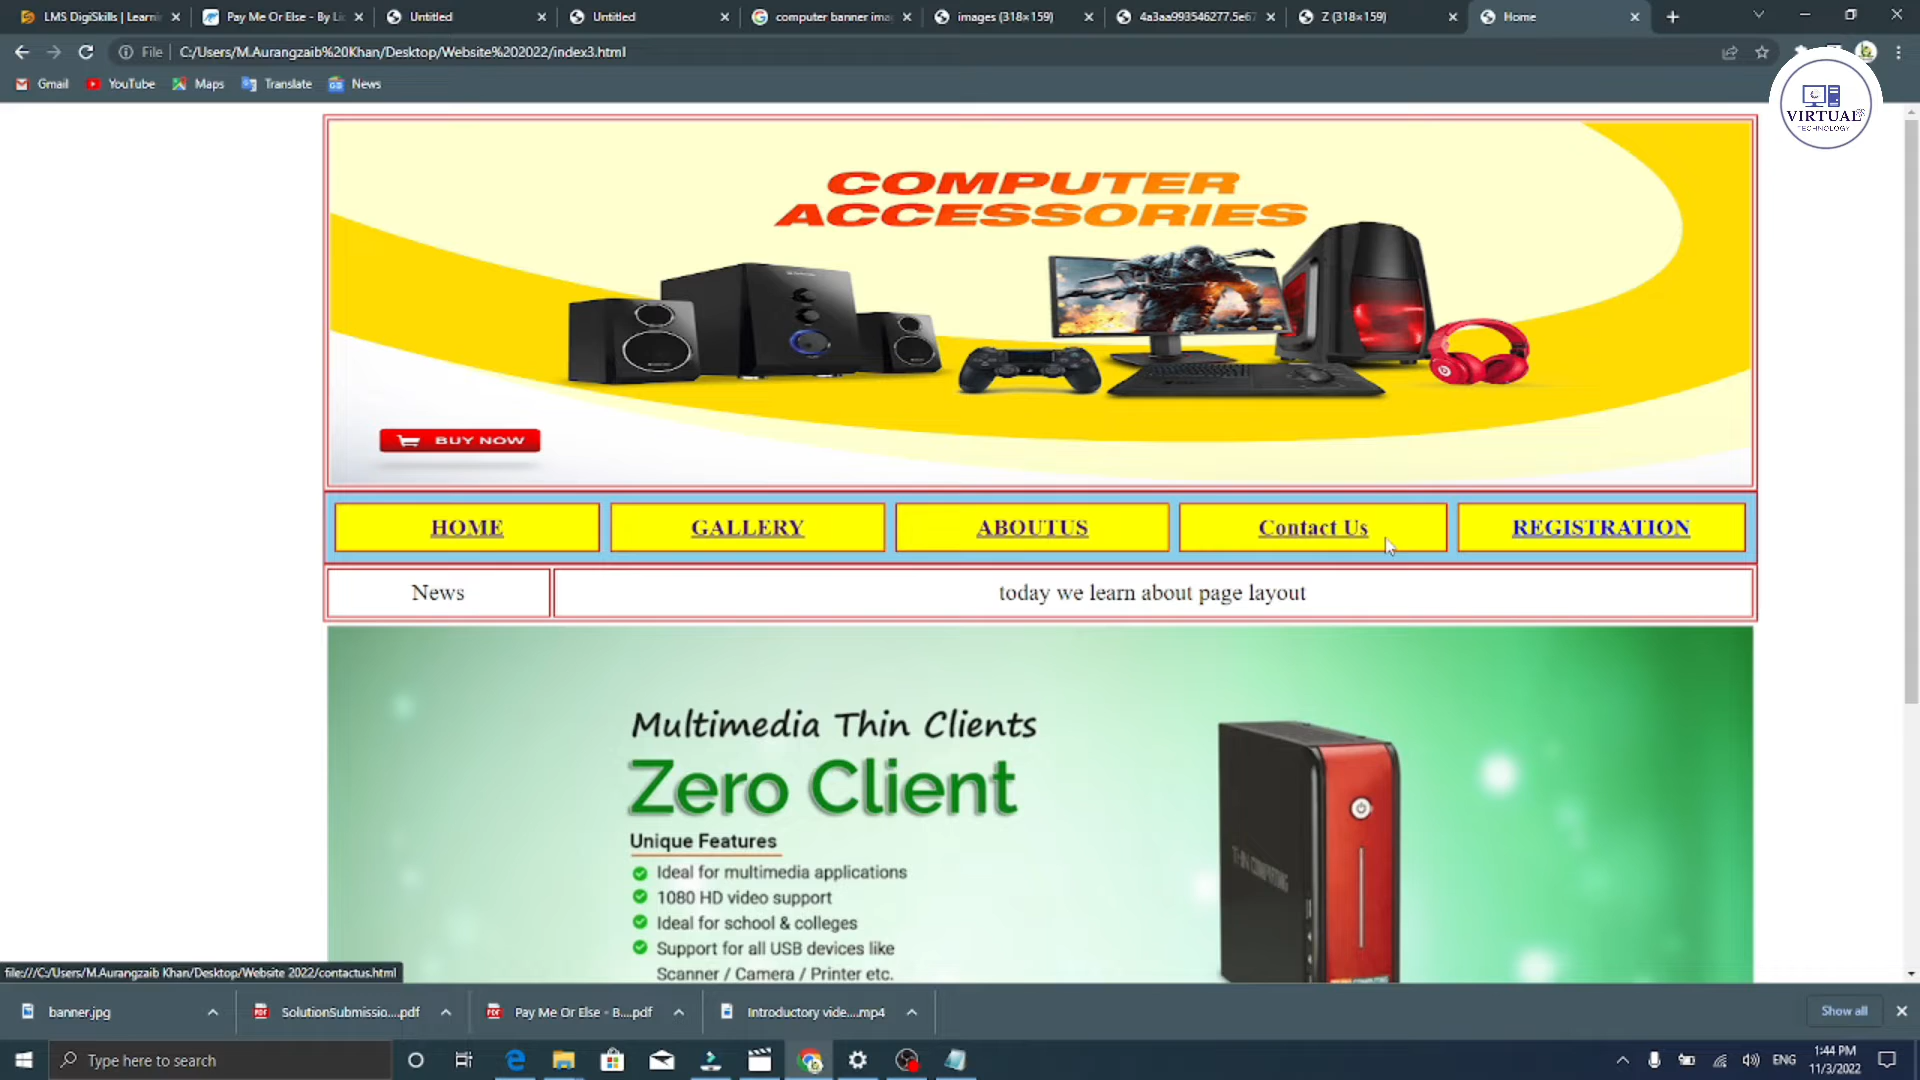 LMS DigiSkills | Learni
Pay Me Or Else - By Lic
Untitled
Untitled
computer banner ima
images (318×159)
4a3aa993546277.5e67
Z (318×159)
Home
File
C:/Users/M.Aurangzaib%20Khan/Desktop/Website%202022/index3.html
Gmail
YouTube
Maps
Translate
News
VIRTUAL
TECHNOLOGY
COMPUTER
ACCESSORIES
BUY NOW
HOME
GALLERY
ABOUTUS
Contact Us
REGISTRATION
News
today we learn about page layout
Multimedia Thin Clients
Zero Client
Unique Features
Ideal for multimedia applications
1080 HD video support
Ideal for school & colleges
Support for all USB devices like
Scanner / Camera / Printer etc.
THIN COMPUTING
file:///C:/Users/M.Aurangzaib Khan/Desktop/Website 2022/contactus.html
banner.jpg
SolutionSubmissio....pdf
Pay Me Or Else - B....pdf
Introductory vide....mp4
Show all
Type here to search
ENG
1:44 PM
11/3/2022